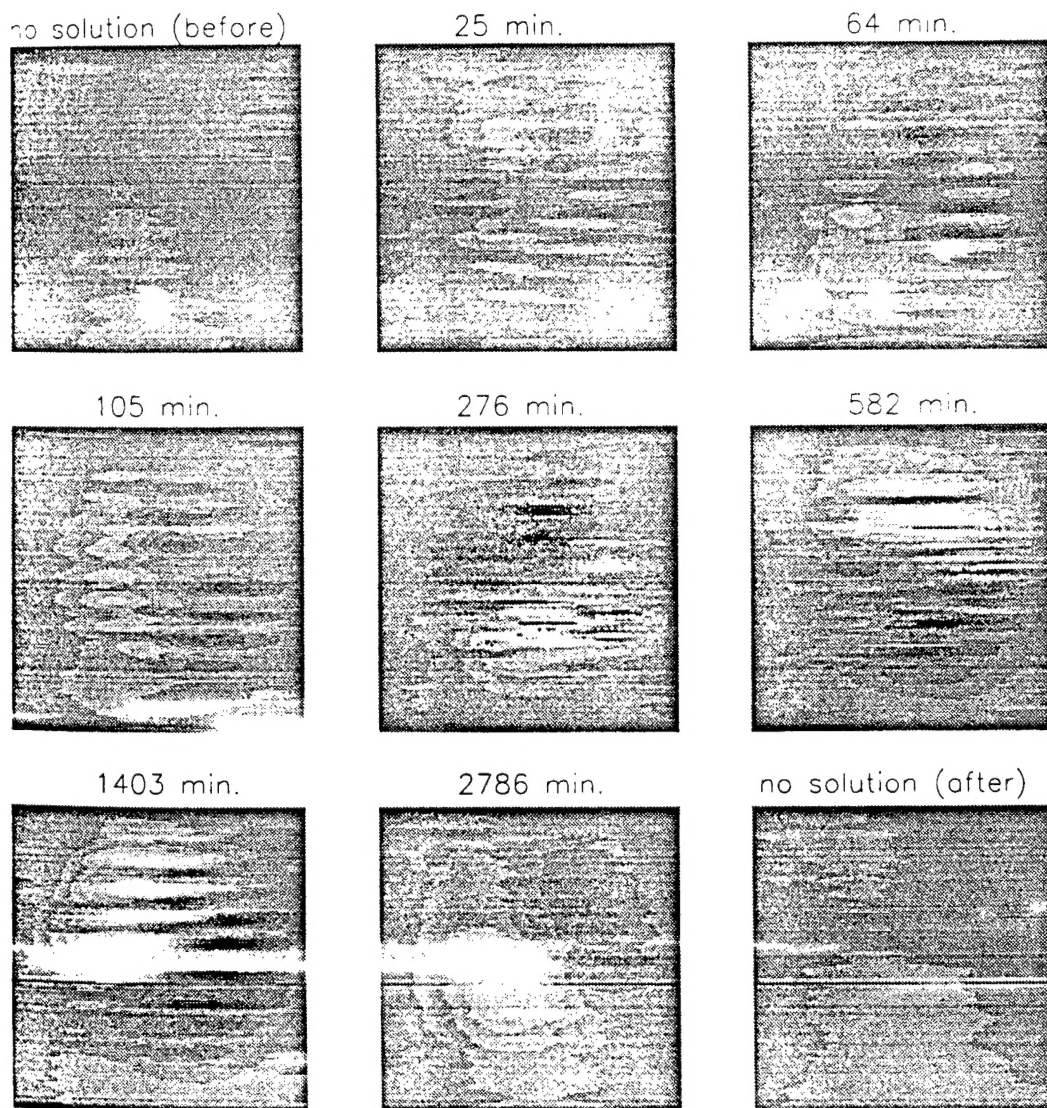 no solution (before)
25 min.
64 min.
105 min.
276 min.
582 min.
1403 min.
2786 min.
no solution (after)